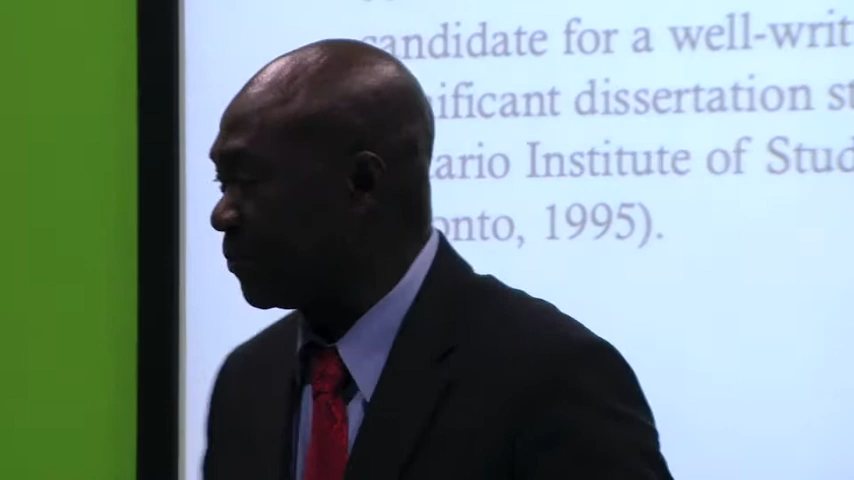 candidate for a well-writ
ificant dissertation st
ario Institute of Stud
onto, 1995).